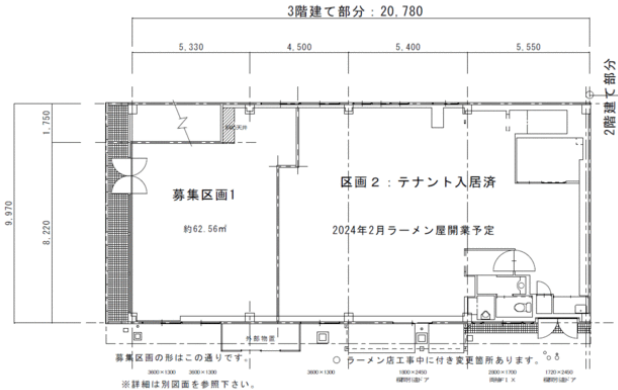 3階建て部分：20,780
5,330 4,500 5,400 5,550
2階建て部分
1,750
9,970
8,220
募集区画1
約62.56㎡
区画2：テナント入居済
2024年2月ラーメン屋開業予定
外部物置
募集区画の形はこの通りです。
○ ラーメン店工事中に付き変更箇所あります。
※詳細は別図面を参照下さい。